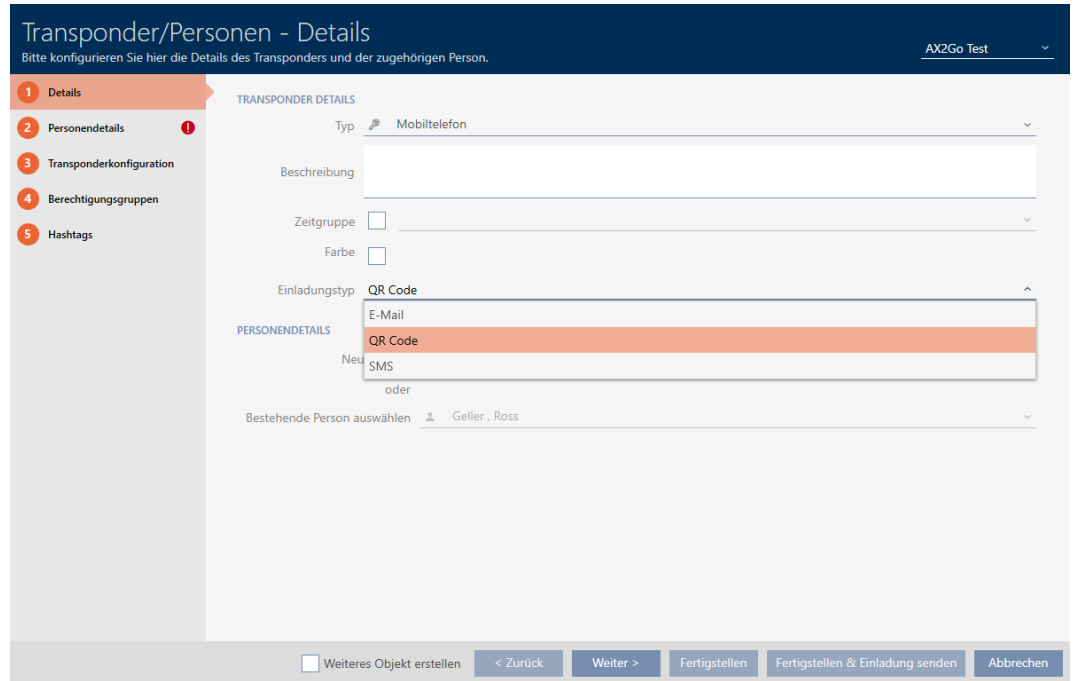 Transponder/Personen - Details
Bitte konfigurieren Sie hier die Details des Transponders und der zugehörigen Person.
AX2Go Test
1 Details
2 Personendetails
3 Transponderkonfiguration
4 Berechtigungsgruppen
5 Hashtags
TRANSPONDER DETAILS
Typ Mobiltelefon
Beschreibung
Zeitgruppe
Farbe
Einladungstyp QR Code
E-Mail
QR Code
SMS
PERSONENDETAILS
Neu
oder
Bestehende Person auswählen Geller , Ross
Weiteres Objekt erstellen < Zurück Weiter > Fertigstellen Fertigstellen & Einladung senden Abbrechen